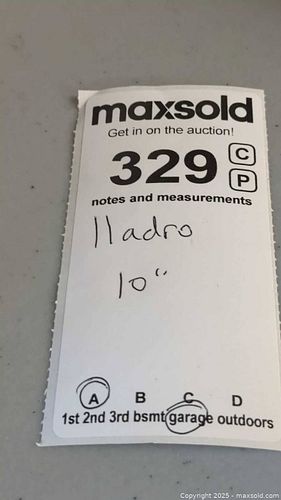 maxsold
Get in on the auction!
329 C
P
notes and measurements
lladro
10"
A B C D
1st 2nd 3rd bsmt garage outdoors
Copyright 2025 - maxsold.com